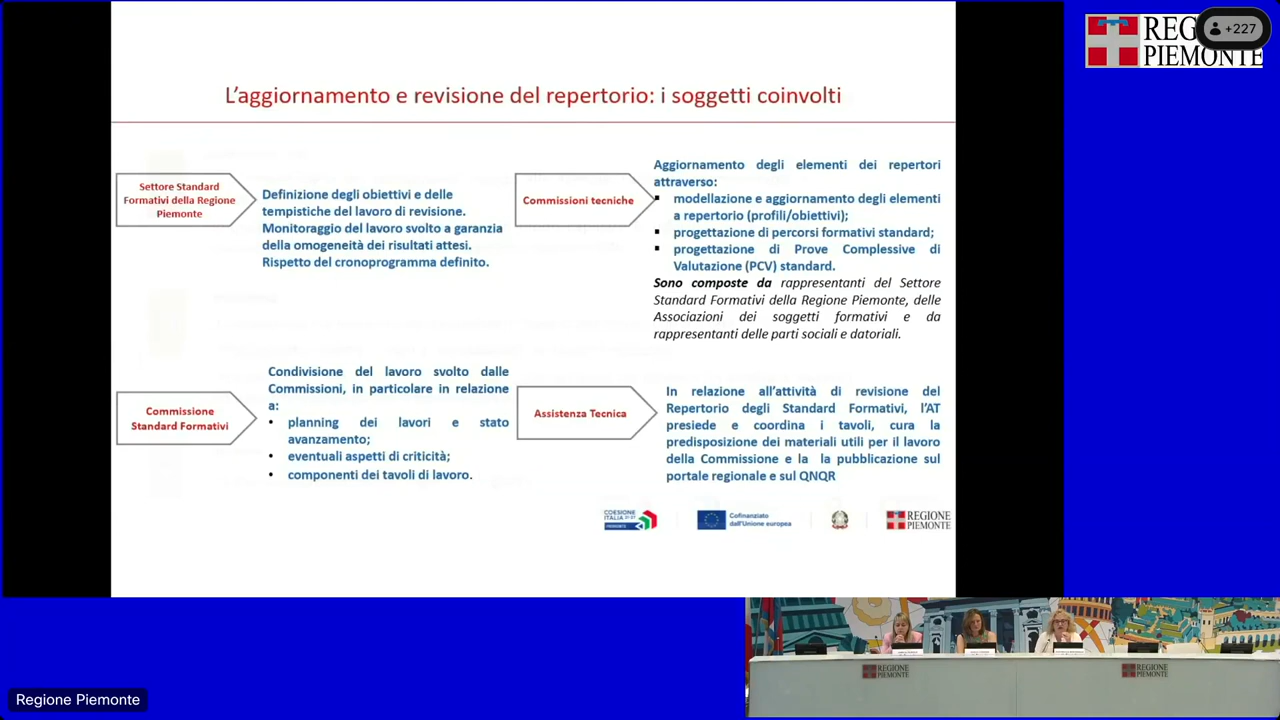 L'aggiornamento e revisione del repertorio: i soggetti coinvolti
Settore Standard
Formativi della Regione
Piemonte
Definizione degli obiettivi e delle
tempistiche del lavoro di revisione.
Monitoraggio del lavoro svolto a garanzia
della omogeneità dei risultati attesi.
Rispetto del cronoprogramma definito.
Commissioni tecniche
Aggiornamento degli elementi dei repertori
attraverso:
▪ modellazione e aggiornamento degli elementi
a repertorio (profili/obiettivi);
▪ progettazione di percorsi formativi standard;
▪ progettazione di Prove Complessive di
Valutazione (PCV) standard.
Sono composte da rappresentanti del Settore
Standard Formativi della Regione Piemonte, delle
Associazioni dei soggetti formativi e da
rappresentanti delle parti sociali e datoriali.
Commissione
Standard Formativi
Condivisione del lavoro svolto dalle
Commissioni, in particolare in relazione
a:
• planning dei lavori e stato
avanzamento;
• eventuali aspetti di criticità;
• componenti dei tavoli di lavoro.
Assistenza Tecnica
In relazione all'attività di revisione del
Repertorio degli Standard Formativi, l'AT
presiede e coordina i tavoli, cura la
predisposizione dei materiali utili per il lavoro
della Commissione e la la pubblicazione sul
portale regionale e sul QNQR
COESIONE
ITALIA 21-27
PIEMONTE
Cofinanziato
dall'Unione europea
REGIONE
PIEMONTE
REG
PIEMONTE
+227
REGIONE
PIEMONTE
REGIONE
PIEMONTE
Regione Piemonte